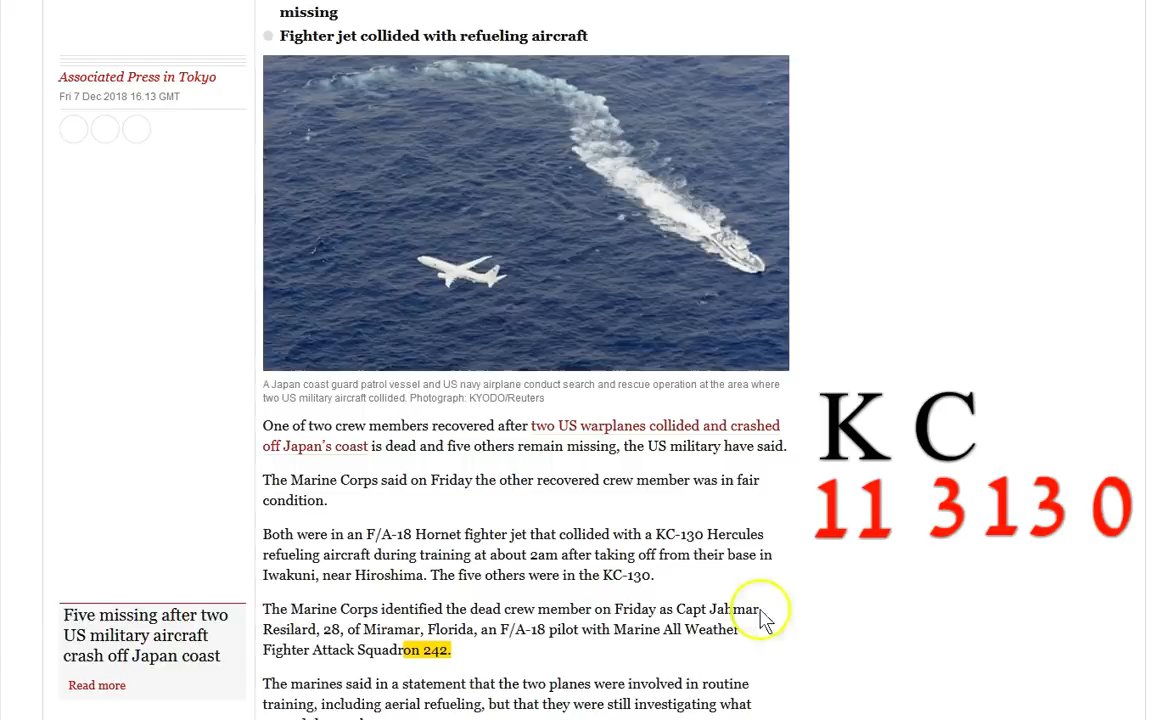 missing
Fighter jet collided with refueling aircraft
Associated Press in Tokyo
Fri 7 Dec 2018 16.13 GMT
A Japan coast guard patrol vessel and US navy airplane conduct search and rescue operation at the area where
two US military aircraft collided. Photograph: KYODO/Reuters
One of two crew members recovered after two US warplanes collided and crashed
off Japan's coast is dead and five others remain missing, the US military have said.
The Marine Corps said on Friday the other recovered crew member was in fair
condition.
Both were in an F/A-18 Hornet fighter jet that collided with a KC-130 Hercules
refueling aircraft during training at about 2am after taking off from their base in
Iwakuni, near Hiroshima. The five others were in the KC-130.
The Marine Corps identified the dead crew member on Friday as Capt Jahmar
Resilard, 28, of Miramar, Florida, an F/A-18 pilot with Marine All Weather
Fighter Attack Squadron 242.
The marines said in a statement that the two planes were involved in routine
training, including aerial refueling, but that they were still investigating what
Five missing after two
US military aircraft
crash off Japan coast
Read more
K C
11 3 13 0